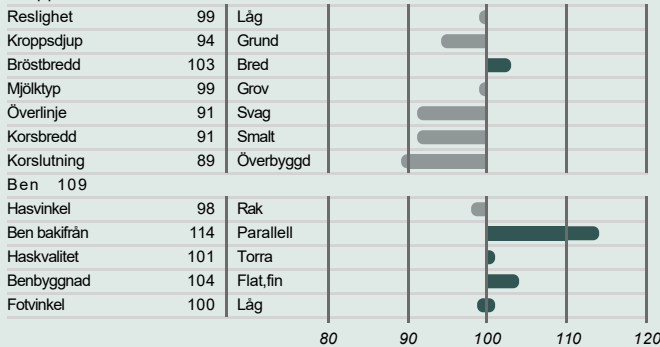 Reslighet 99 Låg
Kroppsdjup 94 Grund
Bröstbredd 103 Bred
Mjölktyp 99 Grov
Överlinje 91 Svag
Korsbredd 91 Smalt
Korslutning 89 Överbyggd
Ben 109
Hasvinkel 98 Rak
Ben bakifrån 114 Parallell
Haskvalitet 101 Torra
Benbyggnad 104 Flat,fin
Fotvinkel 100 Låg
80 90 100 110 120